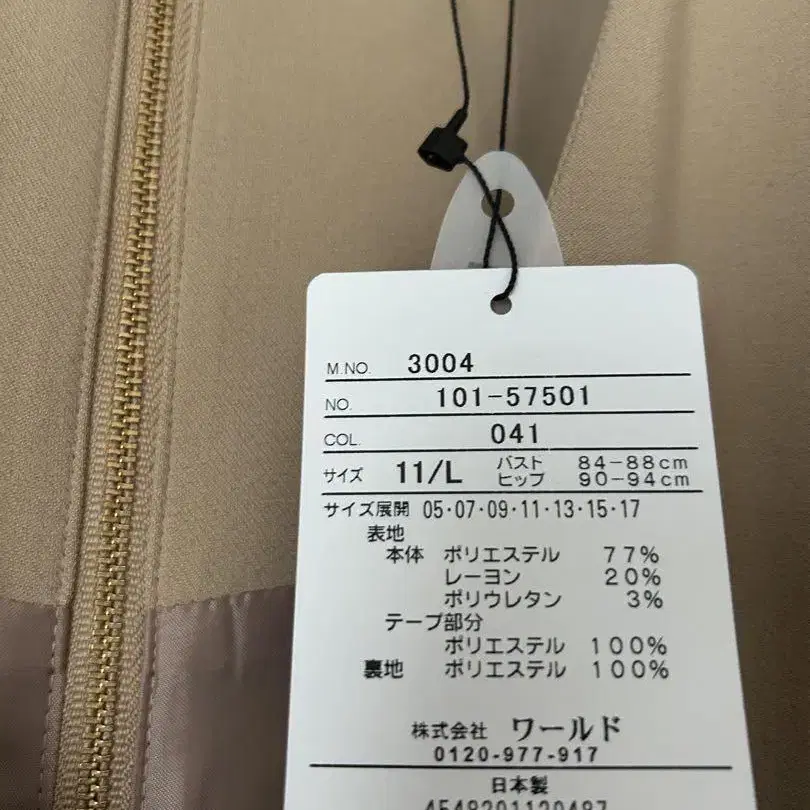 M.NO. 3004
NO. 101-57501
COL. 041
サイズ 11/L バスト 84-88cm
ヒップ 90-94cm
サイズ展開 05・07・09・11・13・15・17
表地
本体 ポリエステル 77%
レーヨン 20%
ポリウレタン 3%
テープ部分
ポリエステル 100%
裏地 ポリエステル 100%
株式会社 ワールド
0120-977-917
日本製
4548201120487